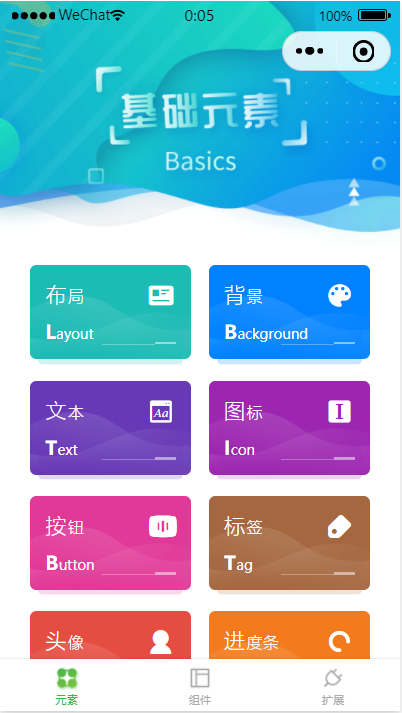 WeChat 0:05 100%
基础元素
Basics
布局
Layout
背景
Background
文本
Text
图标
Icon
按钮
Button
标签
Tag
头像
进度条
元素 组件 扩展